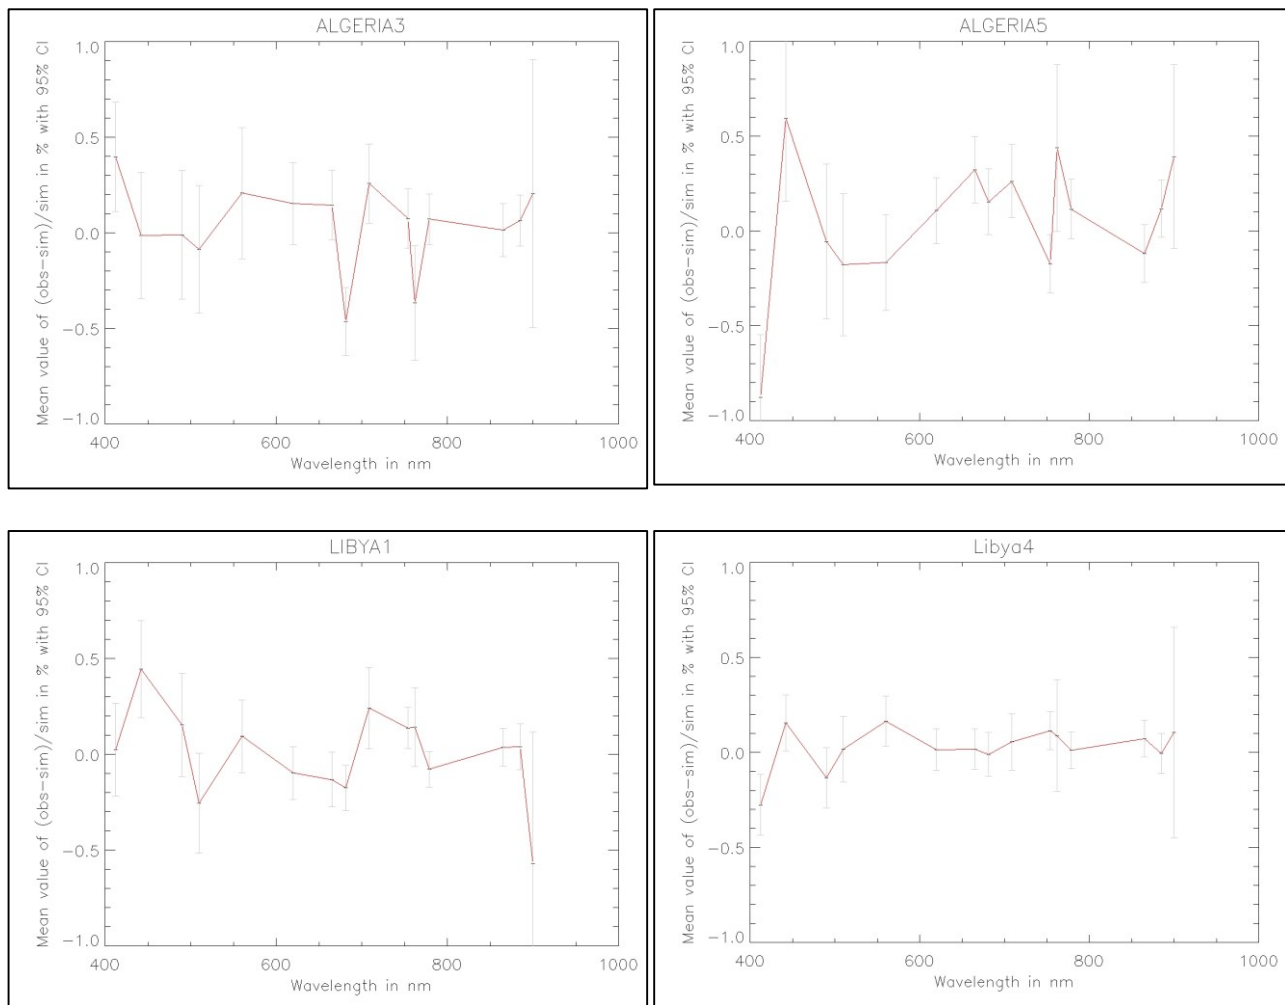 ALGERIA3
Mean value of (obs-sim)/sim in % with 95% CI
1.0
0.5
0.0
-0.5
-1.0
400 600 800 1000
Wavelength in nm
ALGERIA5
Mean value of (obs-sim)/sim in % with 95% CI
1.0
0.5
0.0
-0.5
-1.0
400 600 800 1000
Wavelength in nm
LIBYA1
Mean value of (obs-sim)/sim in % with 95% CI
1.0
0.5
0.0
-0.5
-1.0
400 600 800 1000
Wavelength in nm
Libya4
Mean value of (obs-sim)/sim in % with 95% CI
1.0
0.5
0.0
-0.5
-1.0
400 600 800 1000
Wavelength in nm